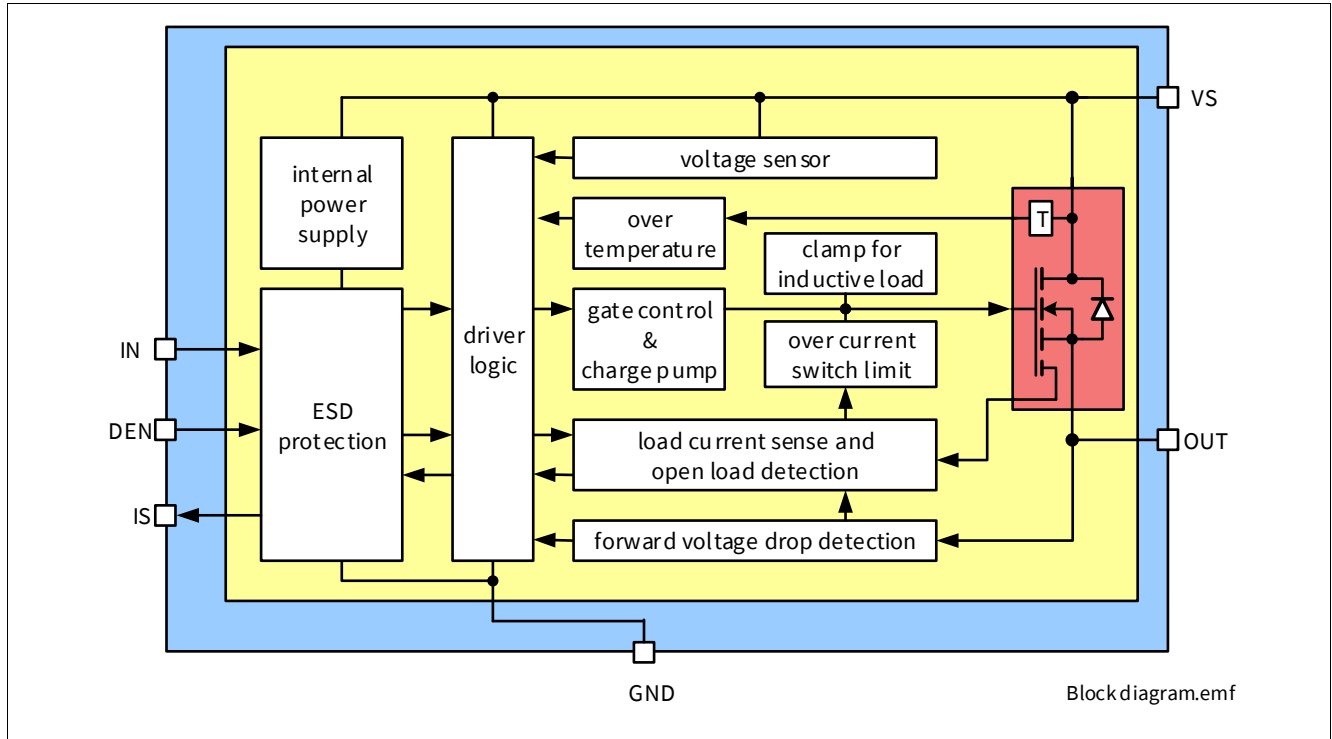 VS
voltage sensor
internal
power
supply
over
temperature
T
clamp for
inductive load
gate control
&
charge pump
driver
logic
over current
switch limit
IN
ESD
protection
DEN
load current sense and
open load detection
OUT
IS
forward voltage drop detection
GND
Block diagram.emf